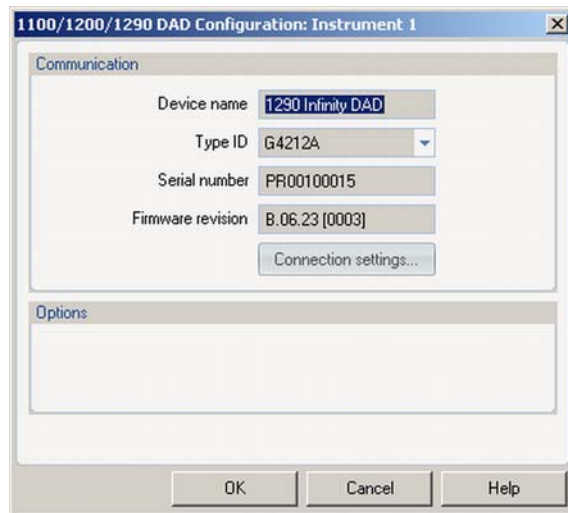 1100/1200/1290 DAD Configuration: Instrument 1
Communication
Device name 1290 Infinity DAD
Type ID G4212A
Serial number PR00100015
Firmware revision B.06.23 [0003]
Connection settings...
Options
OK Cancel Help